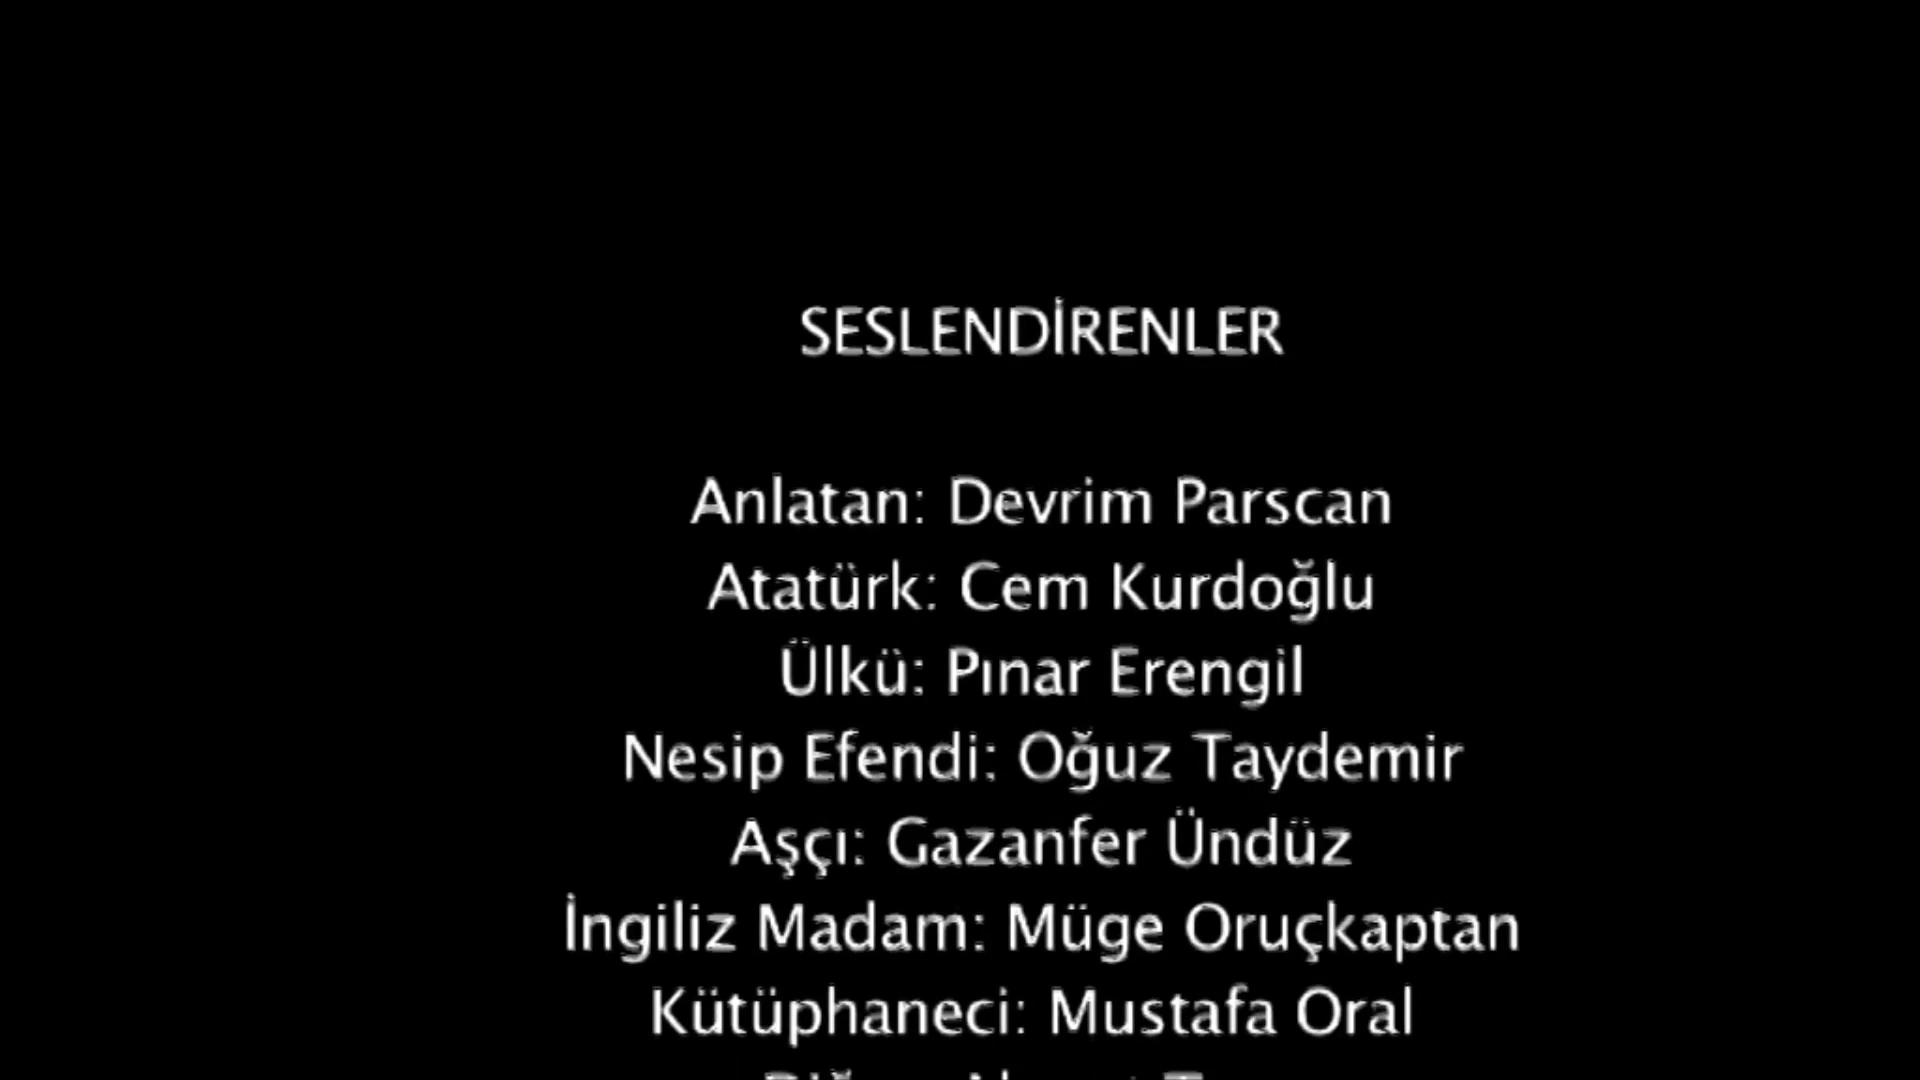 SESLENDİRENLER
Anlatan: Devrim Parscan
Atatürk: Cem Kurdoğlu
Ülkü: Pınar Erengil
Nesip Efendi: Oğuz Taydemir
Aşçı: Gazanfer Ündüz
İngiliz Madam: Müge Oruçkaptan
Kütüphaneci: Mustafa Oral